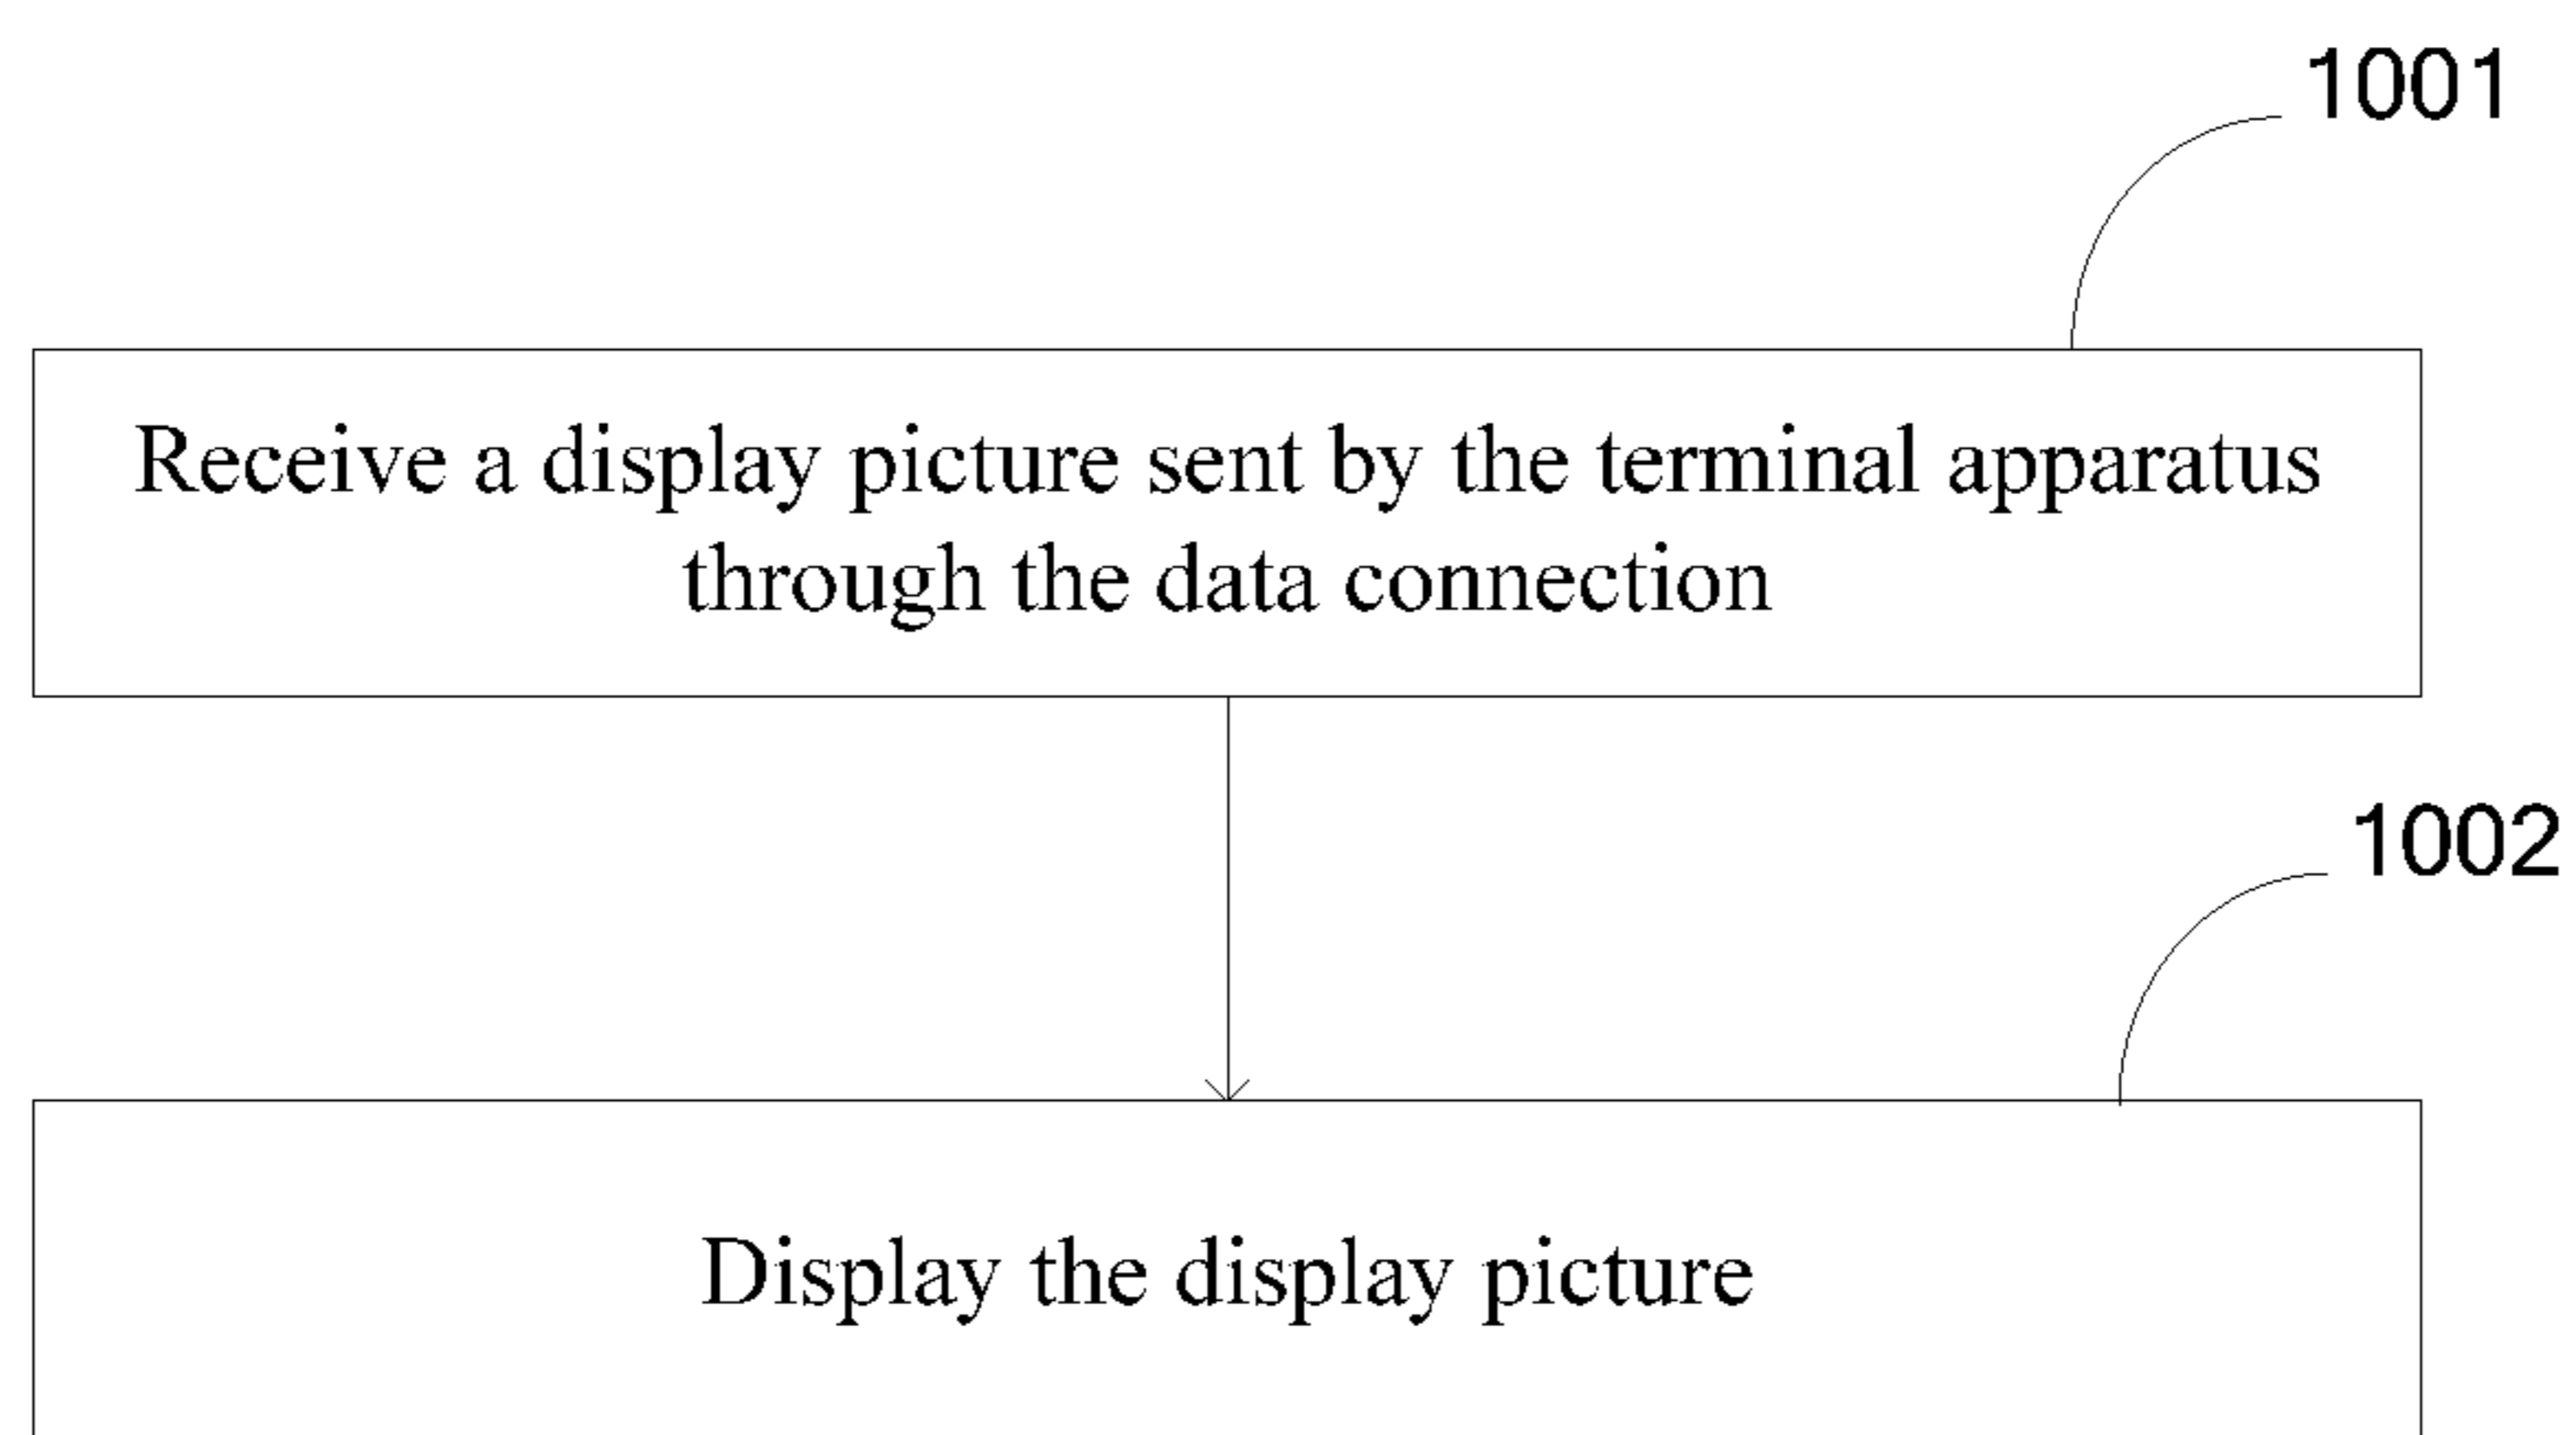 1001
Receive a display picture sent by the terminal apparatus
through the data connection
1002
Display the display picture